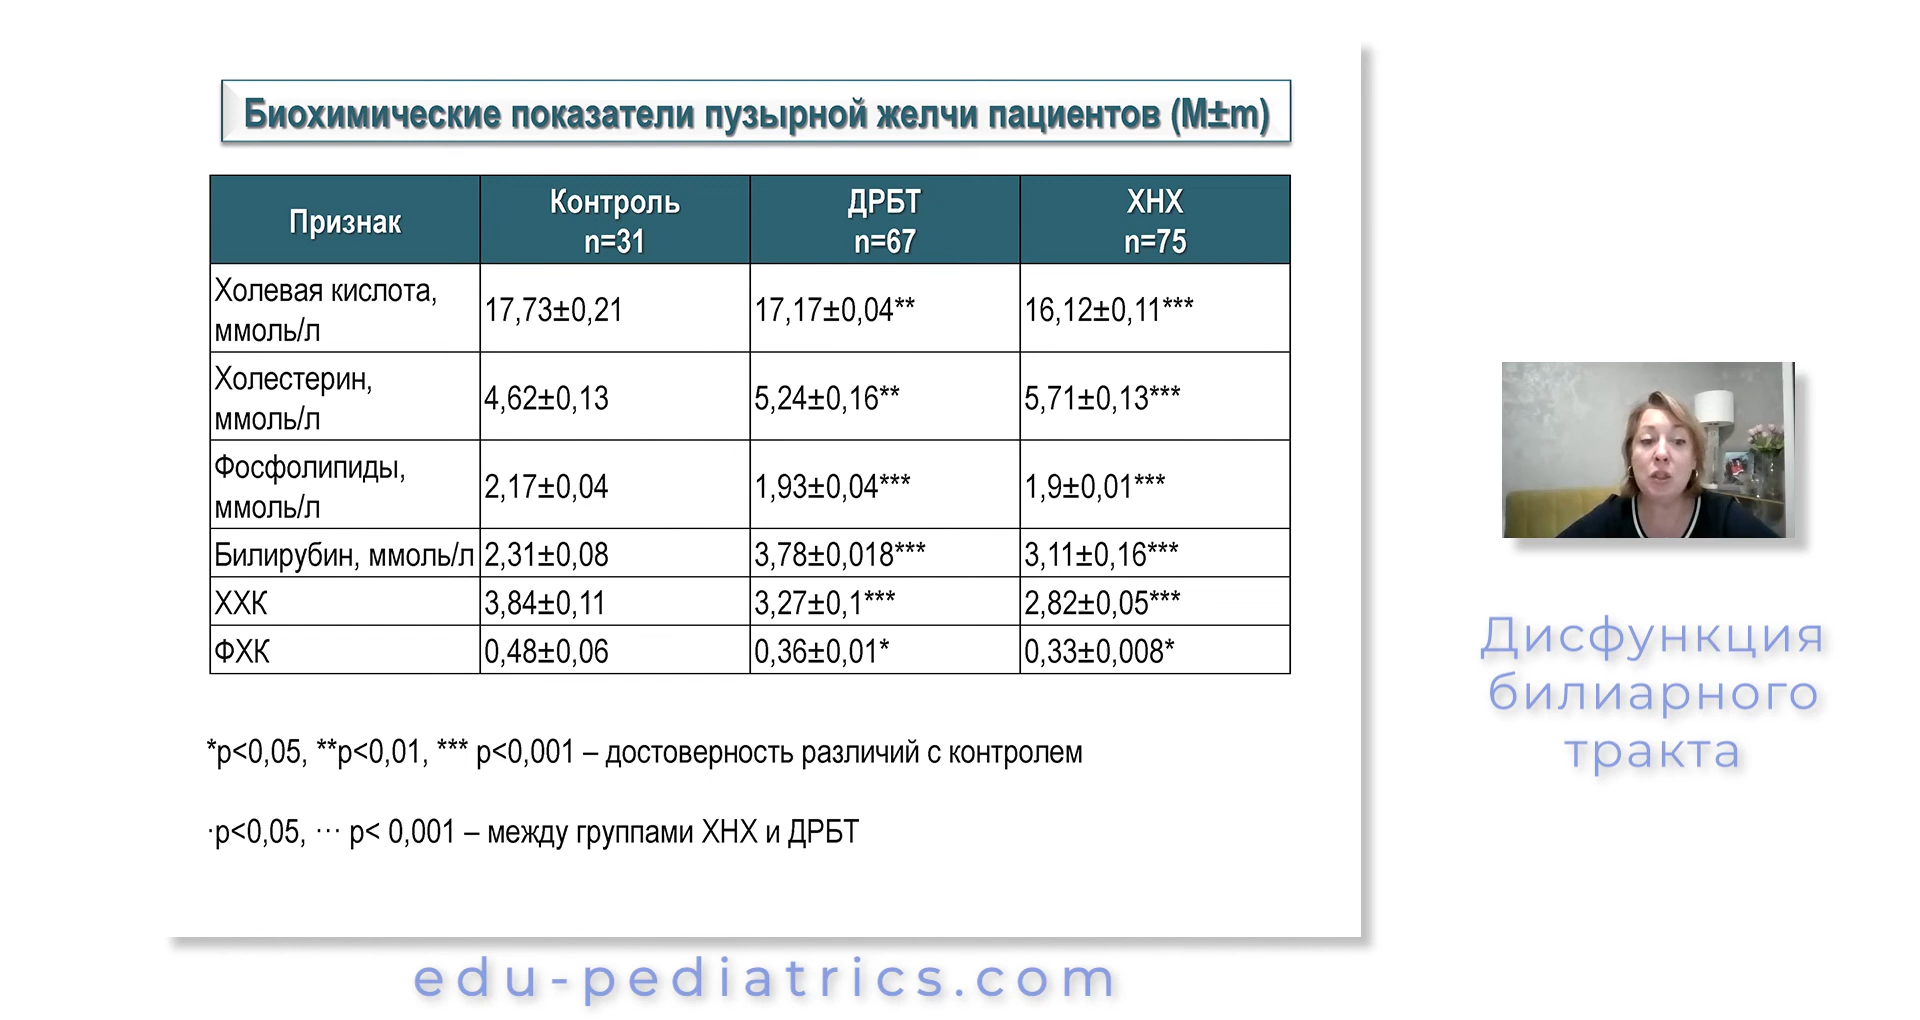 Биохимические показатели пузырной желчи пациентов (M±m)
Признак
Контроль
n=31
ДРБТ
n=67
ХНХ
n=75
Холевая кислота,
ммоль/л
17,73±0,21
17,17±0,04**
16,12±0,11***
Холестерин,
ммоль/л
4,62±0,13
5,24±0,16**
5,71±0,13***
Фосфолипиды,
ммоль/л
2,17±0,04
1,93±0,04***
1,9±0,01***
Билирубин, ммоль/л
2,31±0,08
3,78±0,018***
3,11±0,16***
ХХК
3,84±0,11
3,27±0,1***
2,82±0,05***
ФХК
0,48±0,06
0,36±0,01*
0,33±0,008*
*p<0,05, **p<0,01, *** p<0,001 – достоверность различий с контролем
·p<0,05, ··· p< 0,001 – между группами ХНХ и ДРБТ
Дисфункция
билиарного
тракта
edu-pediatrics.com